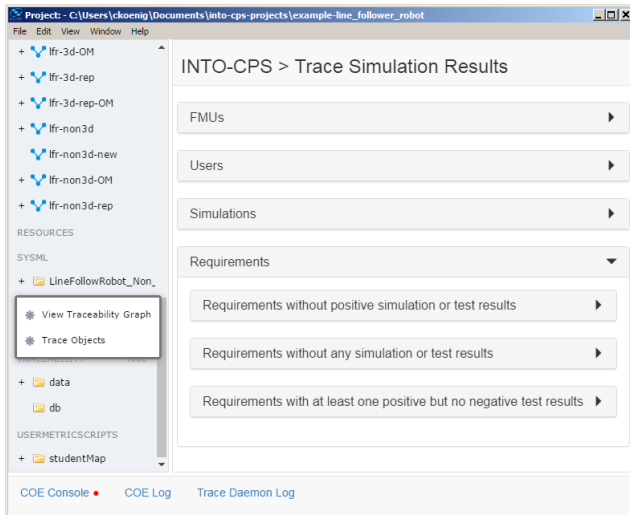 Project: - C:\Users\ckoenig\Documents\into-cps-projects\example-line_follower_robot
File Edit View Window Help
+ lfr-3d-OM
+ lfr-3d-rep
+ lfr-3d-rep-OM
+ lfr-non3d
lfr-non3d-new
+ lfr-non3d-OM
+ lfr-non3d-rep
RESOURCES
SYSML
+ LineFollowRobot_Non_
View Traceability Graph
Trace Objects
+ data
db
USERMETRICSCRIPTS
+ studentMap
INTO-CPS > Trace Simulation Results
FMUs
Users
Simulations
Requirements
Requirements without positive simulation or test results
Requirements without any simulation or test results
Requirements with at least one positive but no negative test results
COE Console COE Log Trace Daemon Log